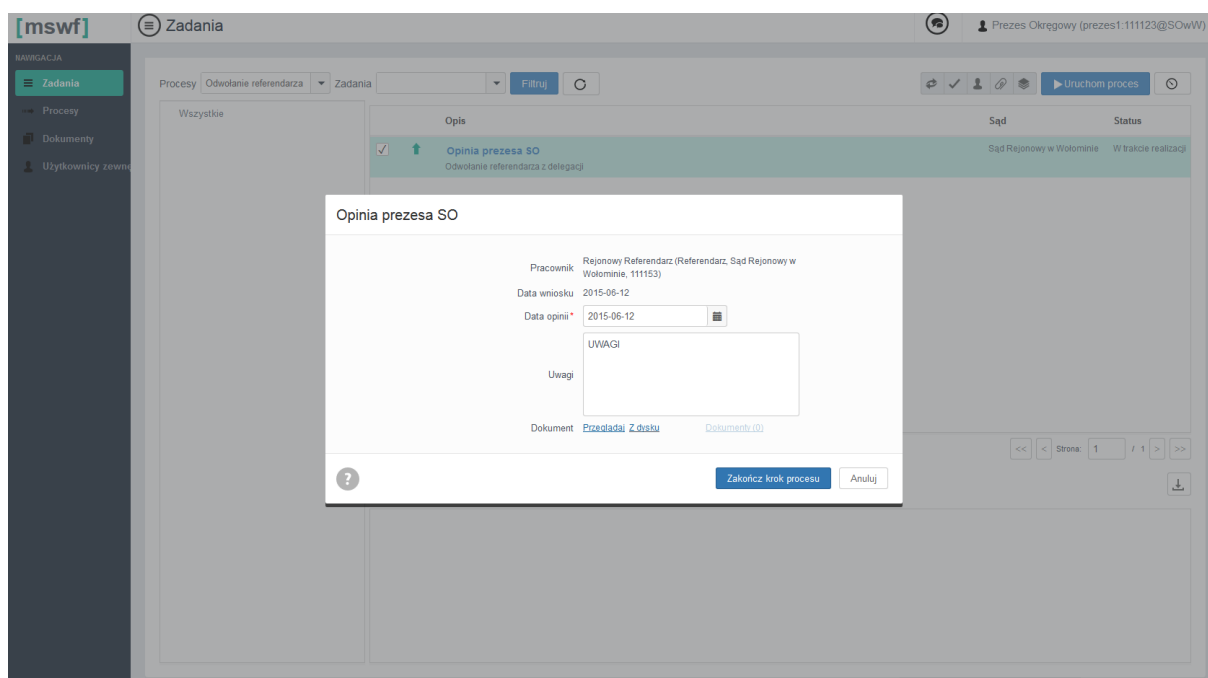 [mswf]
Zadania
Prezes Okręgowy (prezes1:111123@SOwW)
NAWIGACJA
Zadania
Procesy
Dokumenty
Użytkownicy zewnę
Procesy Odwołanie referendarza Zadania Filtruj Uruchom proces
Wszystkie
Opis Sąd Status
Opinia prezesa SO Sąd Rejonowy w Wołominie W trakcie realizacji
Odwołanie referendarza z delegacji
Opinia prezesa SO
Pracownik Rejonowy Referendarz (Referendarz, Sąd Rejonowy w
Wołominie, 111153)
Data wniosku 2015-06-12
Data opinii* 2015-06-12
UWAGI
Uwagi
Dokument Przeglądaj Z dysku Dokumenty (0)
<< < Strona: 1 / 1 > >>
? Zakończ krok procesu Anuluj